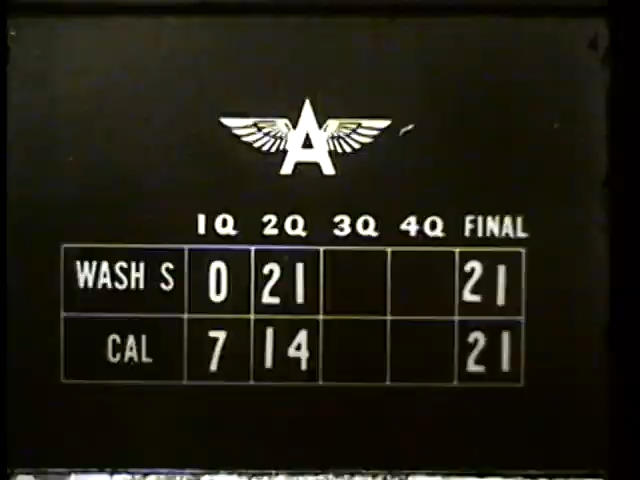 A
1Q 2Q 3Q 4Q FINAL
WASH S 0 21 21
CAL 7 14 21